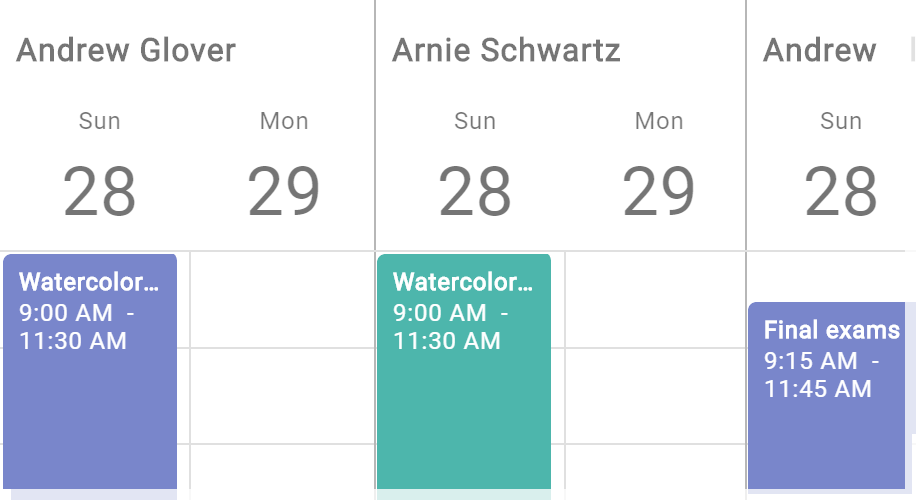 Andrew Glover
Arnie Schwartz
Andrew
Sun
Mon
Sun
Mon
Sun
28
29
28
29
28
Watercolor...
9:00 AM -
11:30 AM
Watercolor...
9:00 AM -
11:30 AM
Final exams
9:15 AM -
11:45 AM